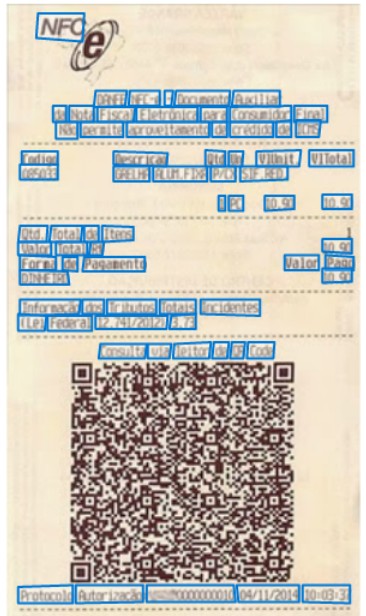 NFC
e
DANFE NFC-e - Documento Auxiliar
da Nota Fiscal Eletrônica para Consumidor Final
Não permite aproveitamento de crédito de ICMS
Codigo Descricao Qtd Un VlUnit VlTotal
085033 GRELHA ALUM.FIXA P/CX SIF.RED.
1 PC 10.90 10.90
Qtd. Total de Itens 1
Valor Total R$ 10.90
Forma de Pagamento Valor Pago
DINHEIRO 10.90
Informação dos Tributos Totais Incidentes
(Lei Federal 12.741/2012) 3.73
Consulta via leitor de QR Code
Protocolo Autorização 0000000010 04/11/2014 10:03:37